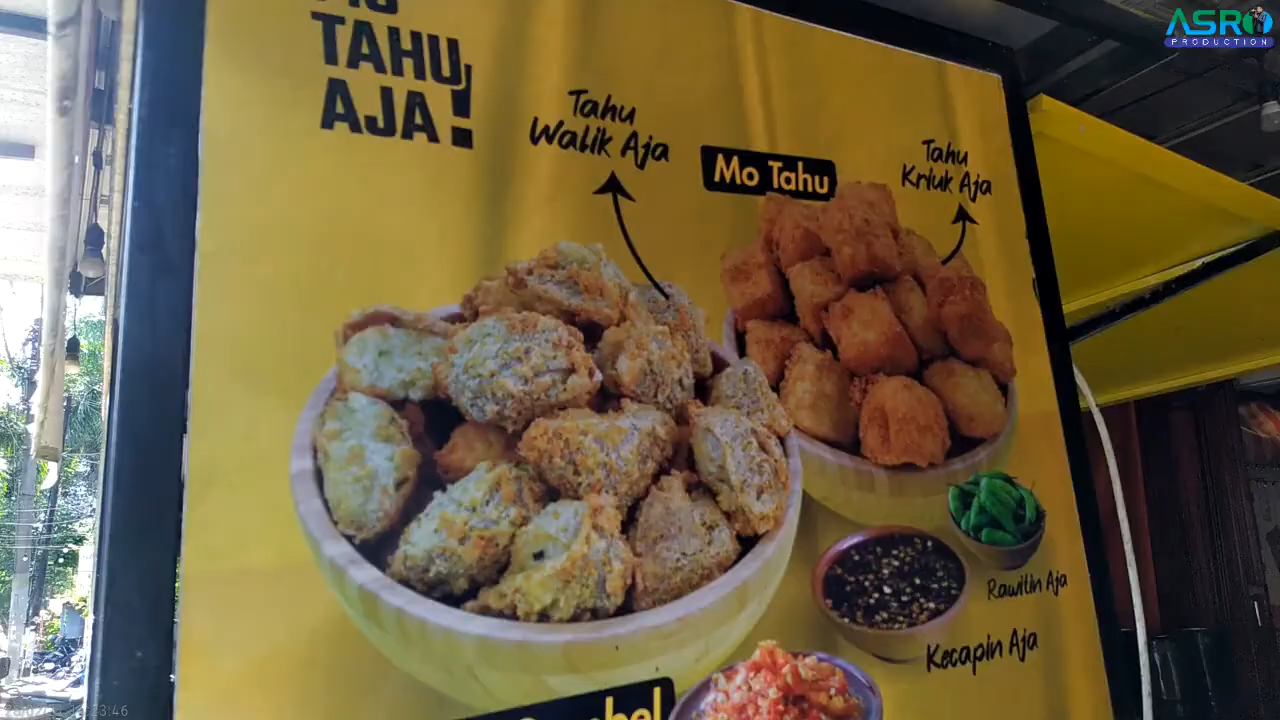 TAHU
AJA!
Tahu
Walik Aja
Mo Tahu
Tahu
Kriuk Aja
Rawitin Aja
Kecapin Aja
ASRO
PRODUCTION